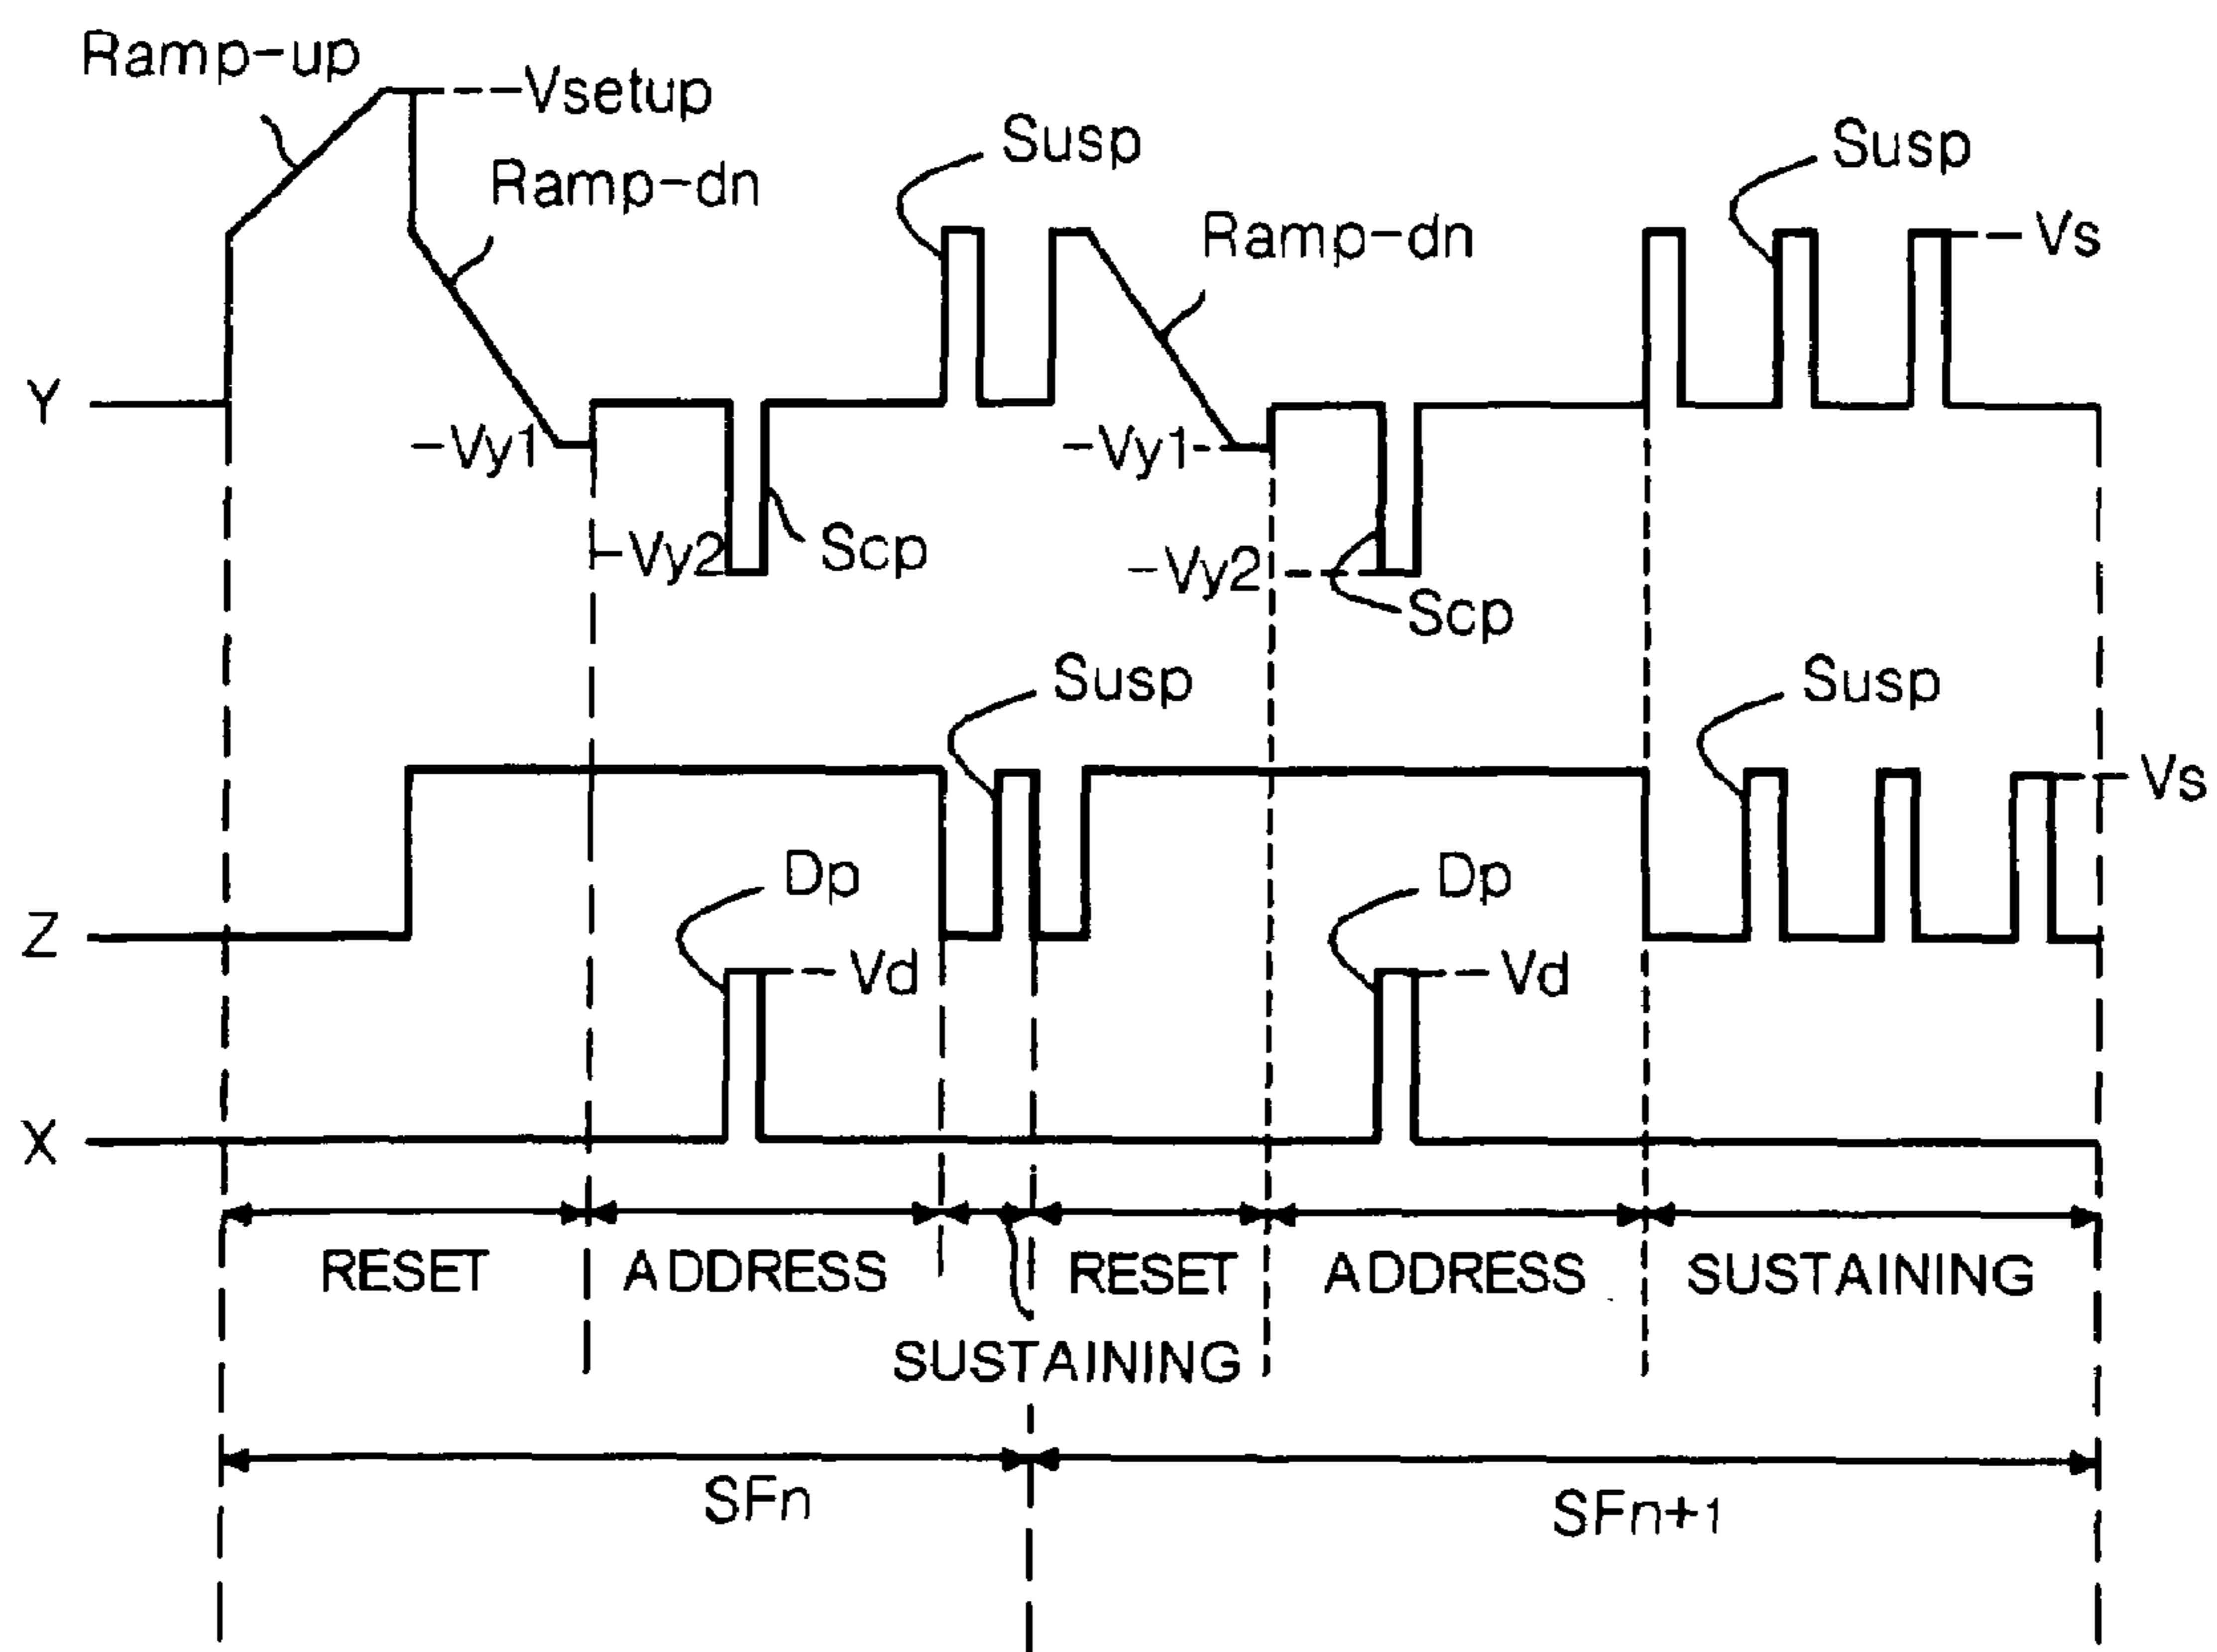 Ramp-up
Vsetup
Ramp-dn
Susp
Ramp-dn
Susp
Vs
Y
-Vy1
-Vy1
-Vy2
Scp
-Vy2
Scp
Susp
Susp
Vs
Z
Dp
Vd
Dp
Vd
X
RESET
ADDRESS
RESET
ADDRESS
SUSTAINING
SUSTAINING
SFn
SFn+1